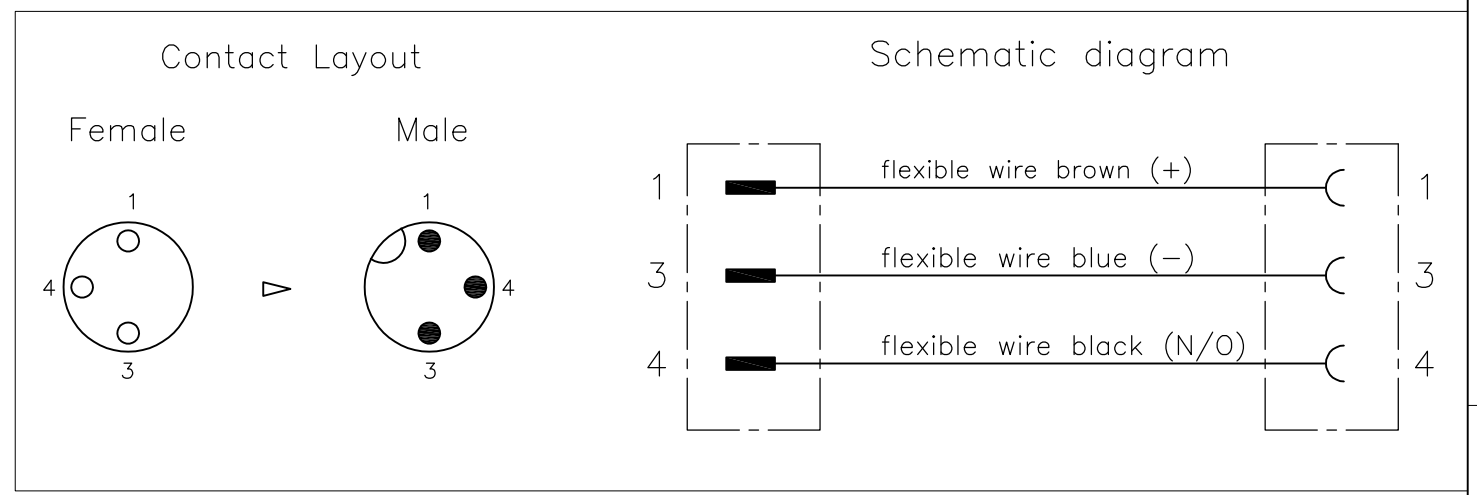 Contact Layout
Female
Male
1
4
3
1
4
3
Schematic diagram
1
flexible wire brown (+)
1
3
flexible wire blue (−)
3
4
flexible wire black (N/O)
4